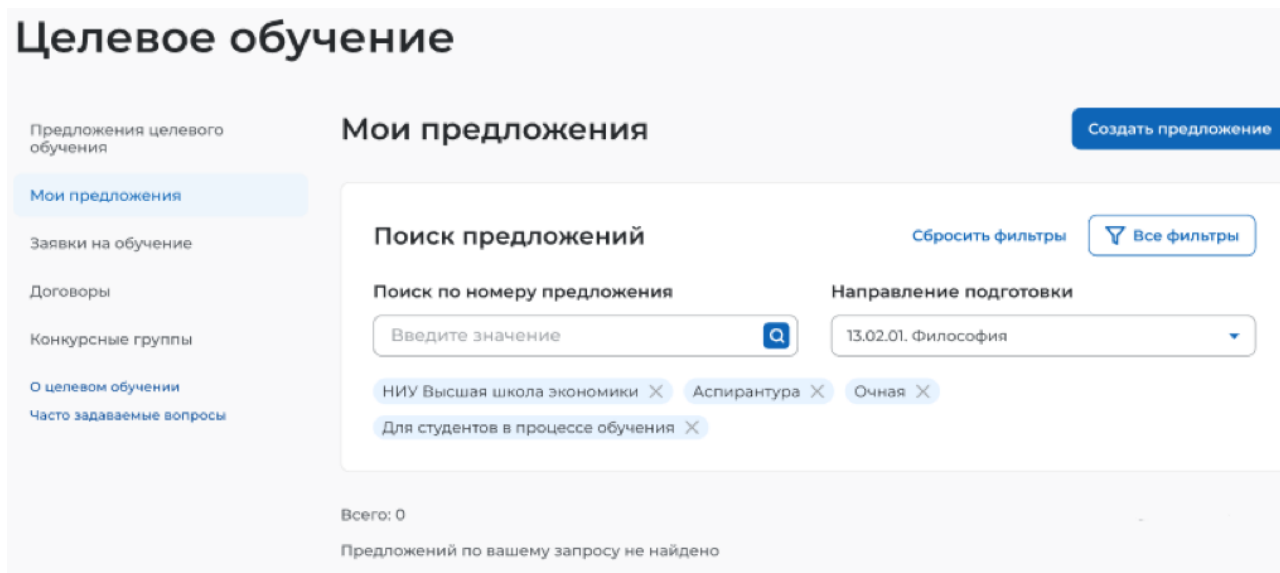 Целевое обучение
Предложения целевого
обучения
Мои предложения
Заявки на обучение
Договоры
Конкурсные группы
О целевом обучении
Часто задаваемые вопросы
Мои предложения
Создать предложение
Поиск предложений
Сбросить фильтры
Все фильтры
Поиск по номеру предложения
Направление подготовки
Введите значение
13.02.01. Философия
НИУ Высшая школа экономики
Аспирантура
Очная
Для студентов в процессе обучения
Всего: 0
Предложений по вашему запросу не найдено